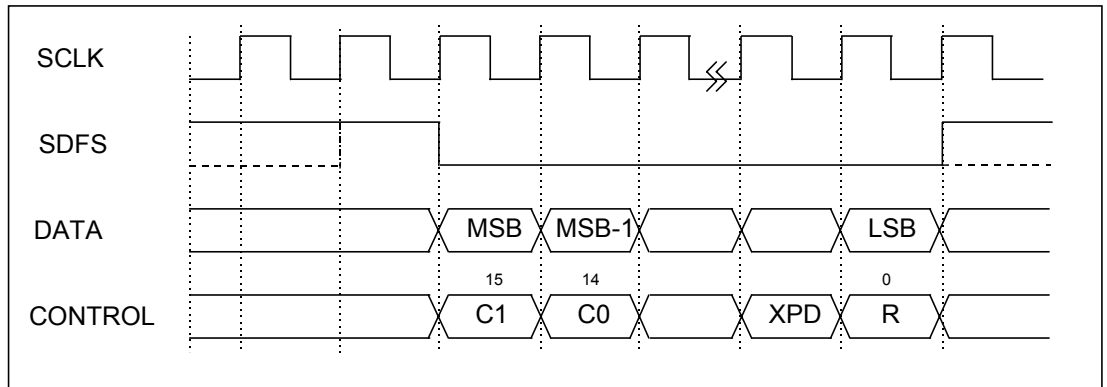 SCLK
SDFS
DATA MSB MSB-1 LSB
15 14 0
CONTROL C1 C0 XPD R